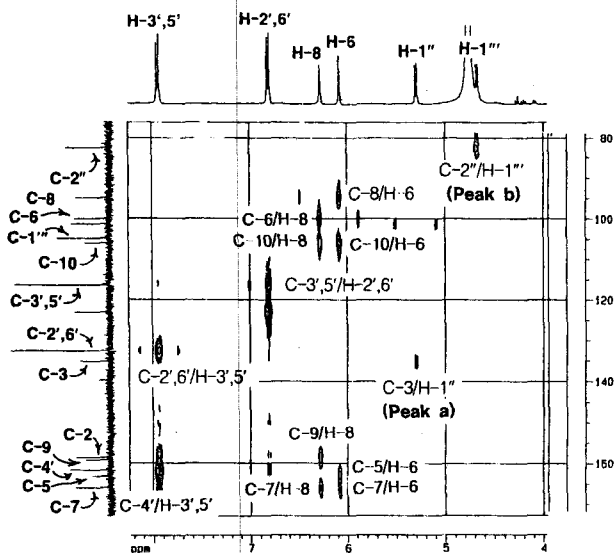 H-3',5'
H-2',6'
H-8
H-6
H-1"
H-1"'
C-2"
C-8
C-6
C-1"'
C-10
C-3',5'
C-2',6'
C-3
C-2
C-9
C-4'
C-5
C-7
C-2"/H-1"'
(Peak b)
C-8/H-6
C-6/H-8
C-10/H-8
C-10/H-6
C-3',5'/H-2',6'
C-2',6'/H-3',5'
C-3/H-1"
(Peak a)
C-9/H-8
C-5/H-6
C-7/H-8
C-7/H-6
C-4'/H-3',5'
80
100
120
140
150
ppm
7
6
5
4